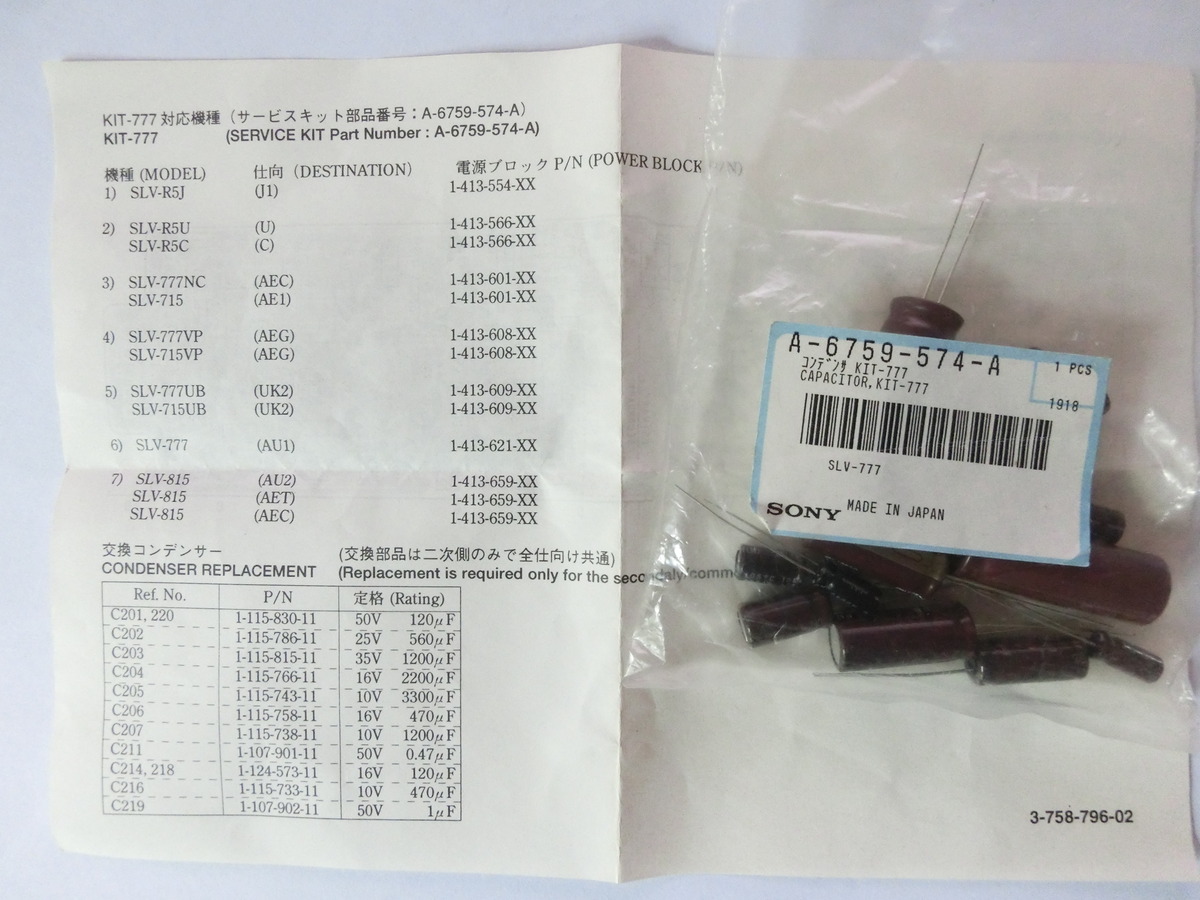 KIT-777 対応機種（サービスキット部品番号：A-6759-574-A）
KIT-777 (SERVICE KIT Part Number : A-6759-574-A)
機種 (MODEL) 仕向 (DESTINATION) 電源ブロック P/N (POWER BLOCK P/N)
1) SLV-R5J (J1) 1-413-554-XX
2) SLV-R5U (U) 1-413-566-XX
SLV-R5C (C) 1-413-566-XX
3) SLV-777NC (AEC) 1-413-601-XX
SLV-715 (AE1) 1-413-601-XX
4) SLV-777VP (AEG) 1-413-608-XX
SLV-715VP (AEG) 1-413-608-XX
5) SLV-777UB (UK2) 1-413-609-XX
SLV-715UB (UK2) 1-413-609-XX
6) SLV-777 (AU1) 1-413-621-XX
7) SLV-815 (AU2) 1-413-659-XX
SLV-815 (AET) 1-413-659-XX
SLV-815 (AEC) 1-413-659-XX
交換コンデンサー (交換部品は二次側のみで全仕向け共通)
CONDENSER REPLACEMENT (Replacement is required only for the secondaly/comm
Ref. No. P/N 定格 (Rating)
C201, 220 1-115-830-11 50V 120μF
C202 1-115-786-11 25V 560μF
C203 1-115-815-11 35V 1200μF
C204 1-115-766-11 16V 2200μF
C205 1-115-743-11 10V 3300μF
C206 1-115-758-11 16V 470μF
C207 1-115-738-11 10V 1200μF
C211 1-107-901-11 50V 0.47μF
C214, 218 1-124-573-11 16V 120μF
C216 1-115-733-11 10V 470μF
C219 1-107-902-11 50V 1μF
3-758-796-02
A-6759-574-A
1 PCS
ｺﾝﾃﾞﾝｻ KIT-777
CAPACITOR,KIT-777
1918
SLV-777
SONY MADE IN JAPAN